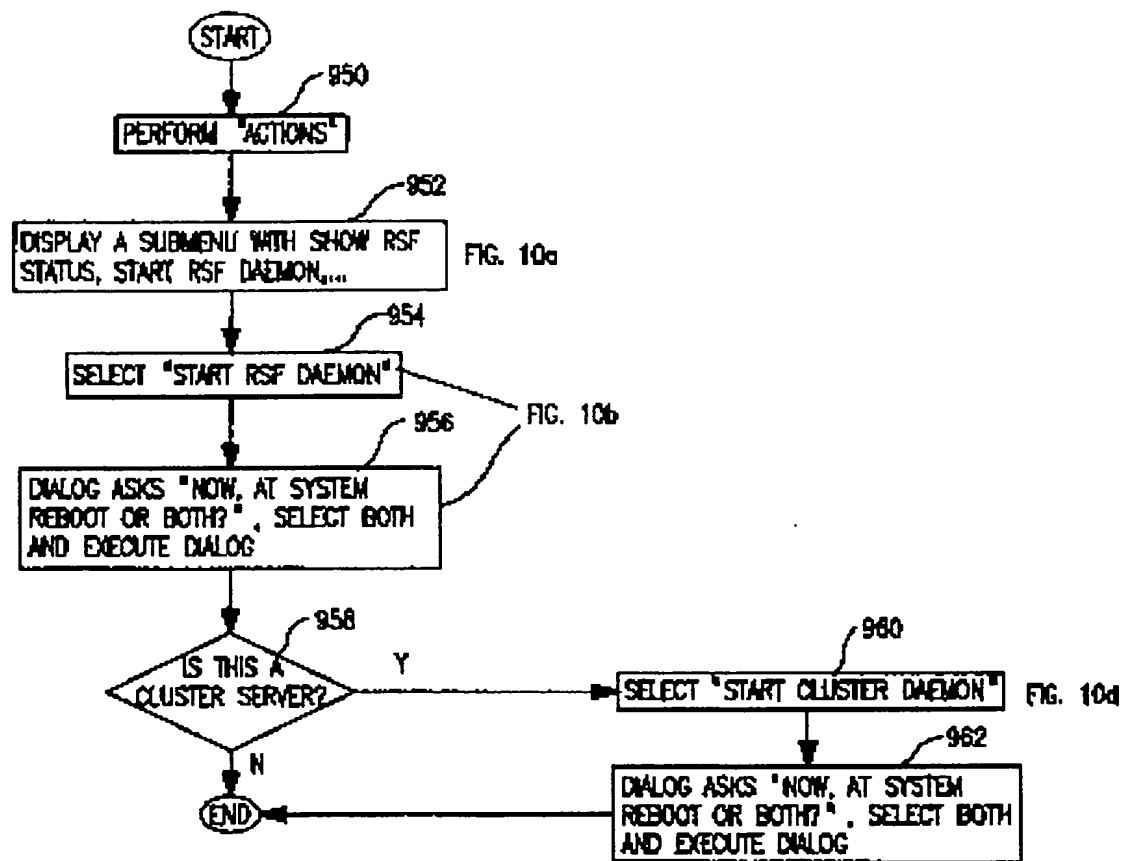 START
950
PERFORM "ACTIONS"
952
DISPLAY A SUBMENU WITH SHOW RSF
STATUS, START RSF DAEMON,...
FIG. 10a
954
SELECT "START RSF DAEMON"
FIG. 10b
956
DIALOG ASKS "NOW, AT SYSTEM
REBOOT OR BOTH?", SELECT BOTH
AND EXECUTE DIALOG
958
IS THIS A
CLUSTER SERVER?
Y
N
960
SELECT "START CLUSTER DAEMON"
FIG. 10d
962
DIALOG ASKS "NOW, AT SYSTEM
REBOOT OR BOTH?", SELECT BOTH
AND EXECUTE DIALOG
END